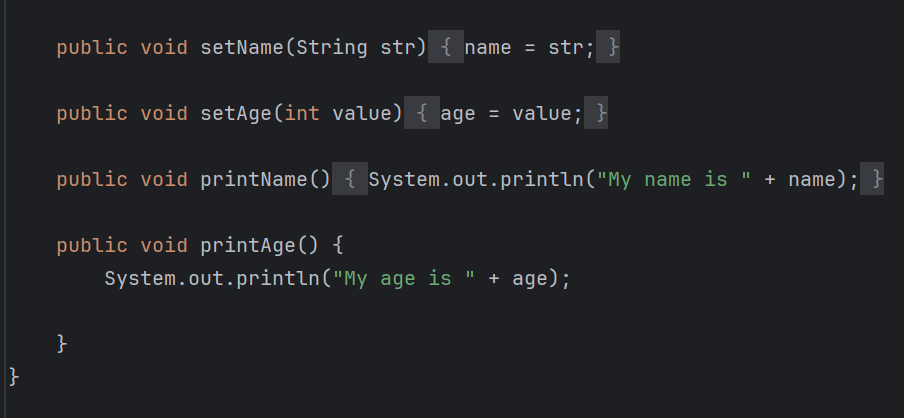 public void setName(String str) { name = str; }
public void setAge(int value) { age = value; }
public void printName() { System.out.println("My name is " + name); }
public void printAge() {
System.out.println("My age is " + age);
}
}